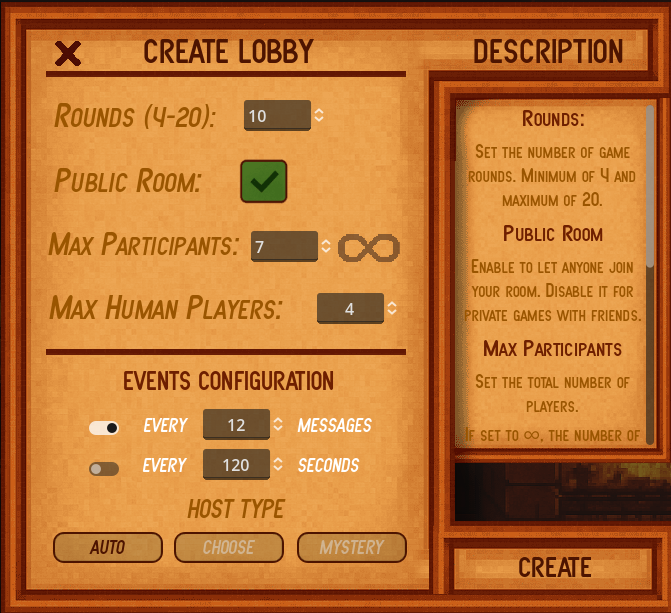 CREATE LOBBY
ROUNDS (4-20):
10
PUBLIC ROOM:
MAX PARTICIPANTS:
7
∞
MAX HUMAN PLAYERS:
4
EVENTS CONFIGURATION
EVERY 12 MESSAGES
EVERY 120 SECONDS
HOST TYPE
AUTO
CHOOSE
MYSTERY
DESCRIPTION
ROUNDS:
SET THE NUMBER OF GAME
ROUNDS. MINIMUM OF 4 AND
MAXIMUM OF 20.
PUBLIC ROOM
ENABLE TO LET ANYONE JOIN
YOUR ROOM. DISABLE IT FOR
PRIVATE GAMES WITH FRIENDS.
MAX PARTICIPANTS
SET THE TOTAL NUMBER OF
PLAYERS.
IF SET TO ∞, THE NUMBER OF
CREATE